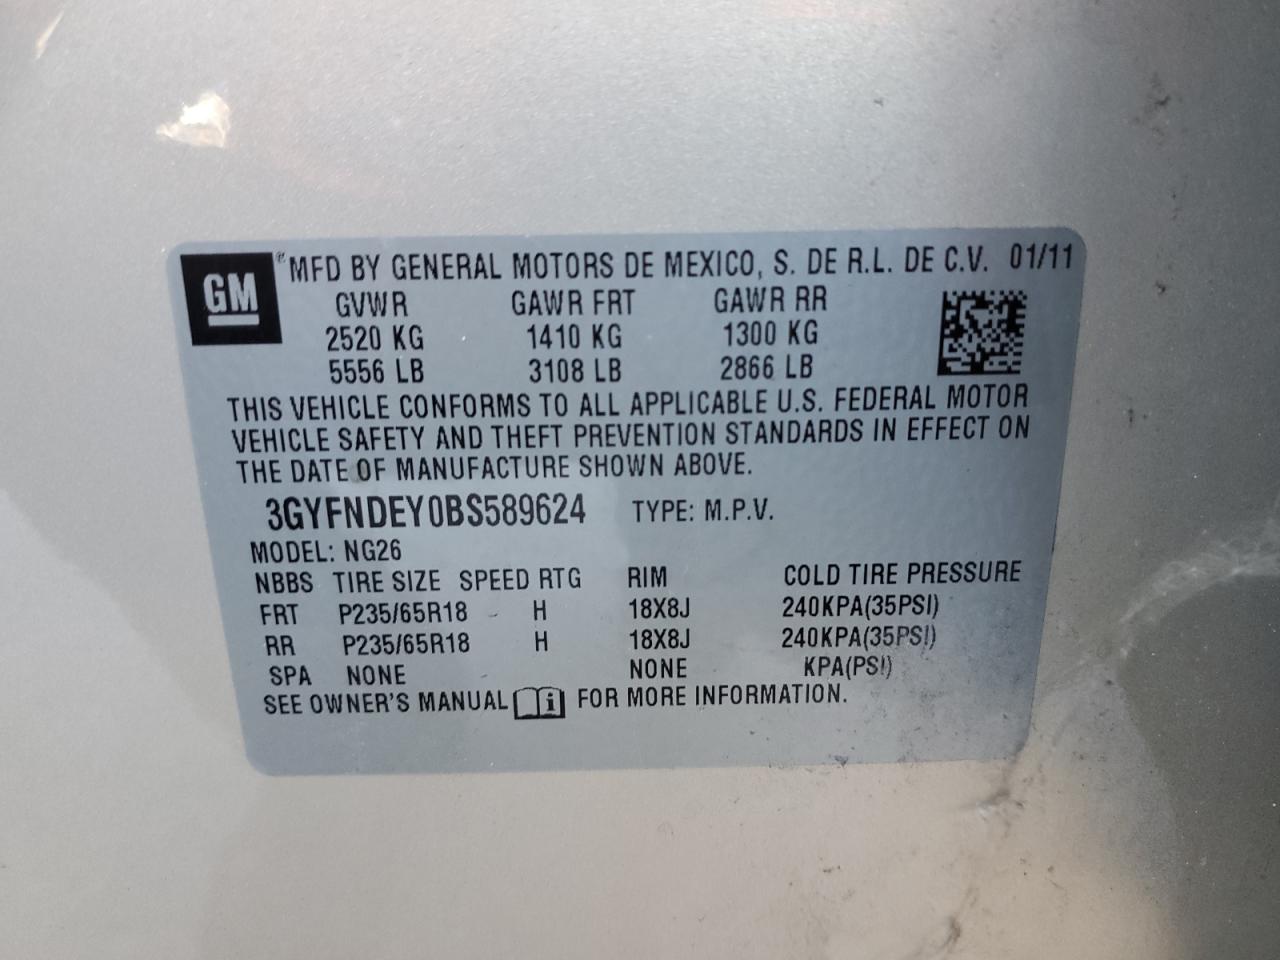 GM ® MFD BY GENERAL MOTORS DE MEXICO, S. DE R.L. DE C.V. 01/11
GVWR GAWR FRT GAWR RR
2520 KG 1410 KG 1300 KG
5556 LB 3108 LB 2866 LB
THIS VEHICLE CONFORMS TO ALL APPLICABLE U.S. FEDERAL MOTOR
VEHICLE SAFETY AND THEFT PREVENTION STANDARDS IN EFFECT ON
THE DATE OF MANUFACTURE SHOWN ABOVE.
3GYFNDEY0BS589624 TYPE: M.P.V.
MODEL: NG26
NBBS TIRE SIZE SPEED RTG RIM COLD TIRE PRESSURE
FRT P235/65R18 H 18X8J 240KPA(35PSI)
RR P235/65R18 H 18X8J 240KPA(35PSI)
SPA NONE NONE KPA(PSI)
SEE OWNER'S MANUAL i FOR MORE INFORMATION.